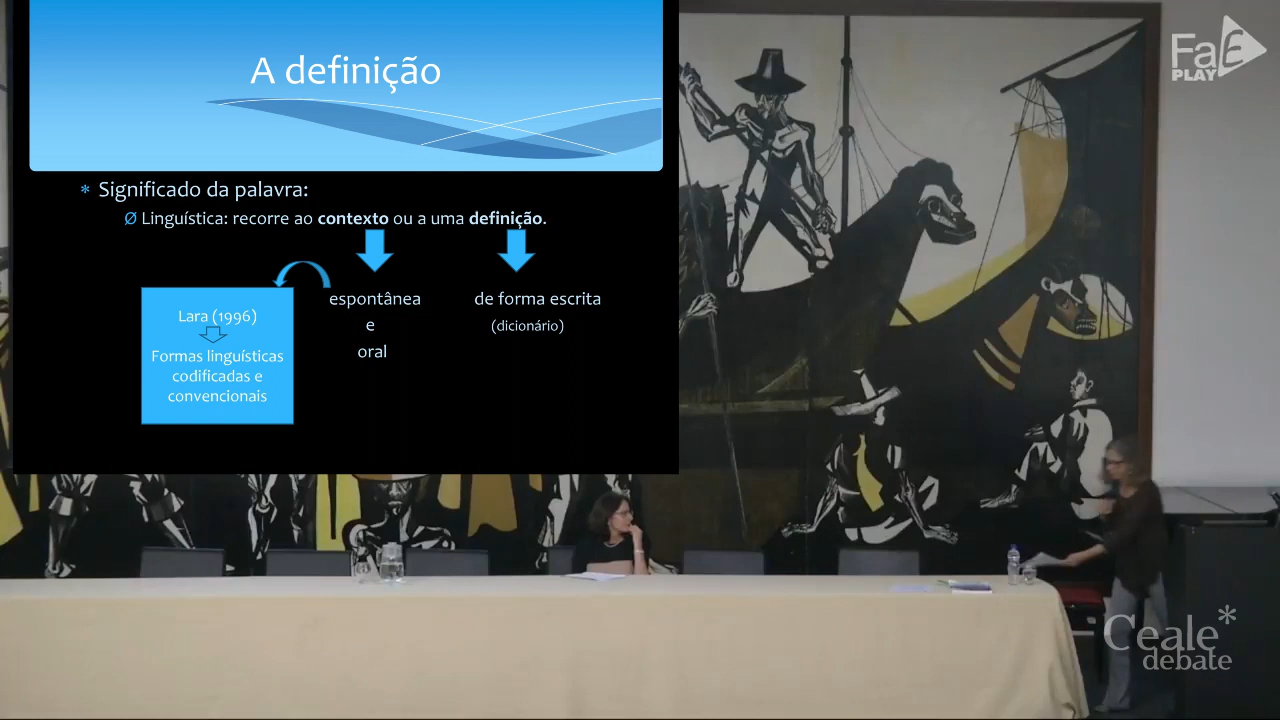 A definição
* Significado da palavra:
Ø Linguística: recorre ao contexto ou a uma definição.
espontânea
e
oral
de forma escrita
(dicionário)
Lara (1996)
Formas linguísticas
codificadas e
convencionais
FaE
PLAY
Ceale*
debate